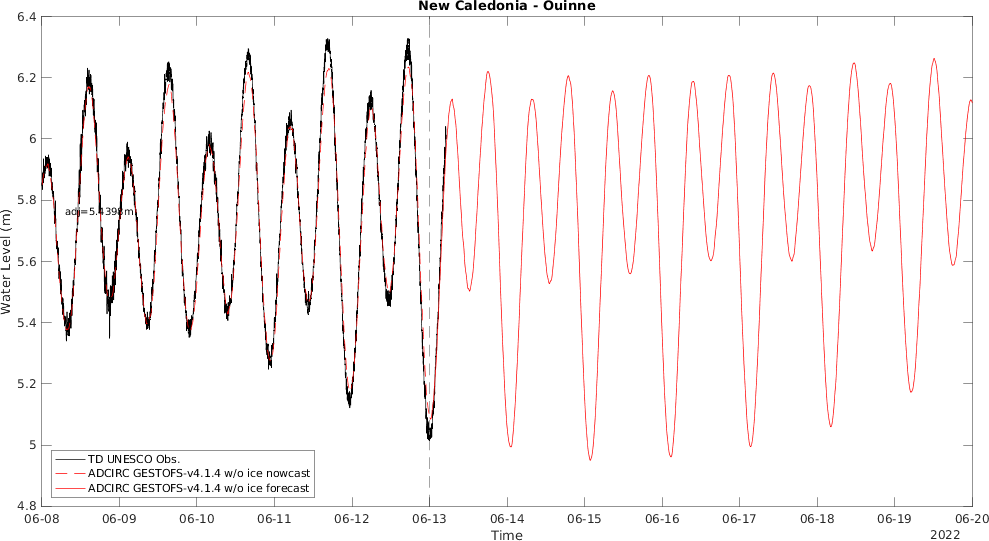 New Caledonia - Ouinne
6.4
6.2
6
5.8
5.6
5.4
5.2
5
4.8
Water Level (m)
adj=5.4398m
TD UNESCO Obs.
ADCIRC GESTOFS-v4.1.4 w/o ice nowcast
ADCIRC GESTOFS-v4.1.4 w/o ice forecast
06-08 06-09 06-10 06-11 06-12 06-13 06-14 06-15 06-16 06-17 06-18 06-19 06-20
Time
2022